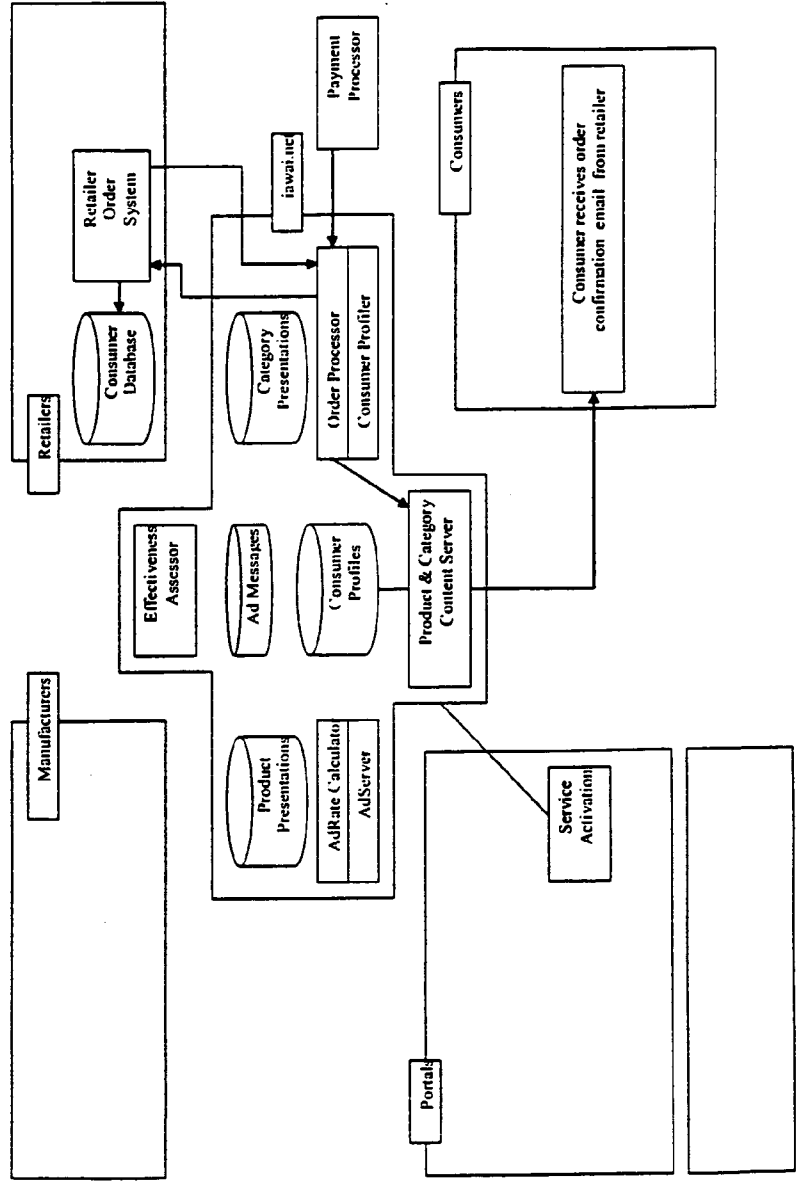 Manufacturers
Retailers
Consumer
Database
Retailer
Order
System
Effectiveness
Assessor
Product
Presentations
Ad Messages
Category
Presentations
iawai.net
AdRate Calculator
AdServer
Consumer
Profiles
Order Processor
Consumer Profiler
Payment
Processor
Product & Category
Content Server
Portals
Consumers
Service
Activation
Consumer receives order
confirmation email from retailer